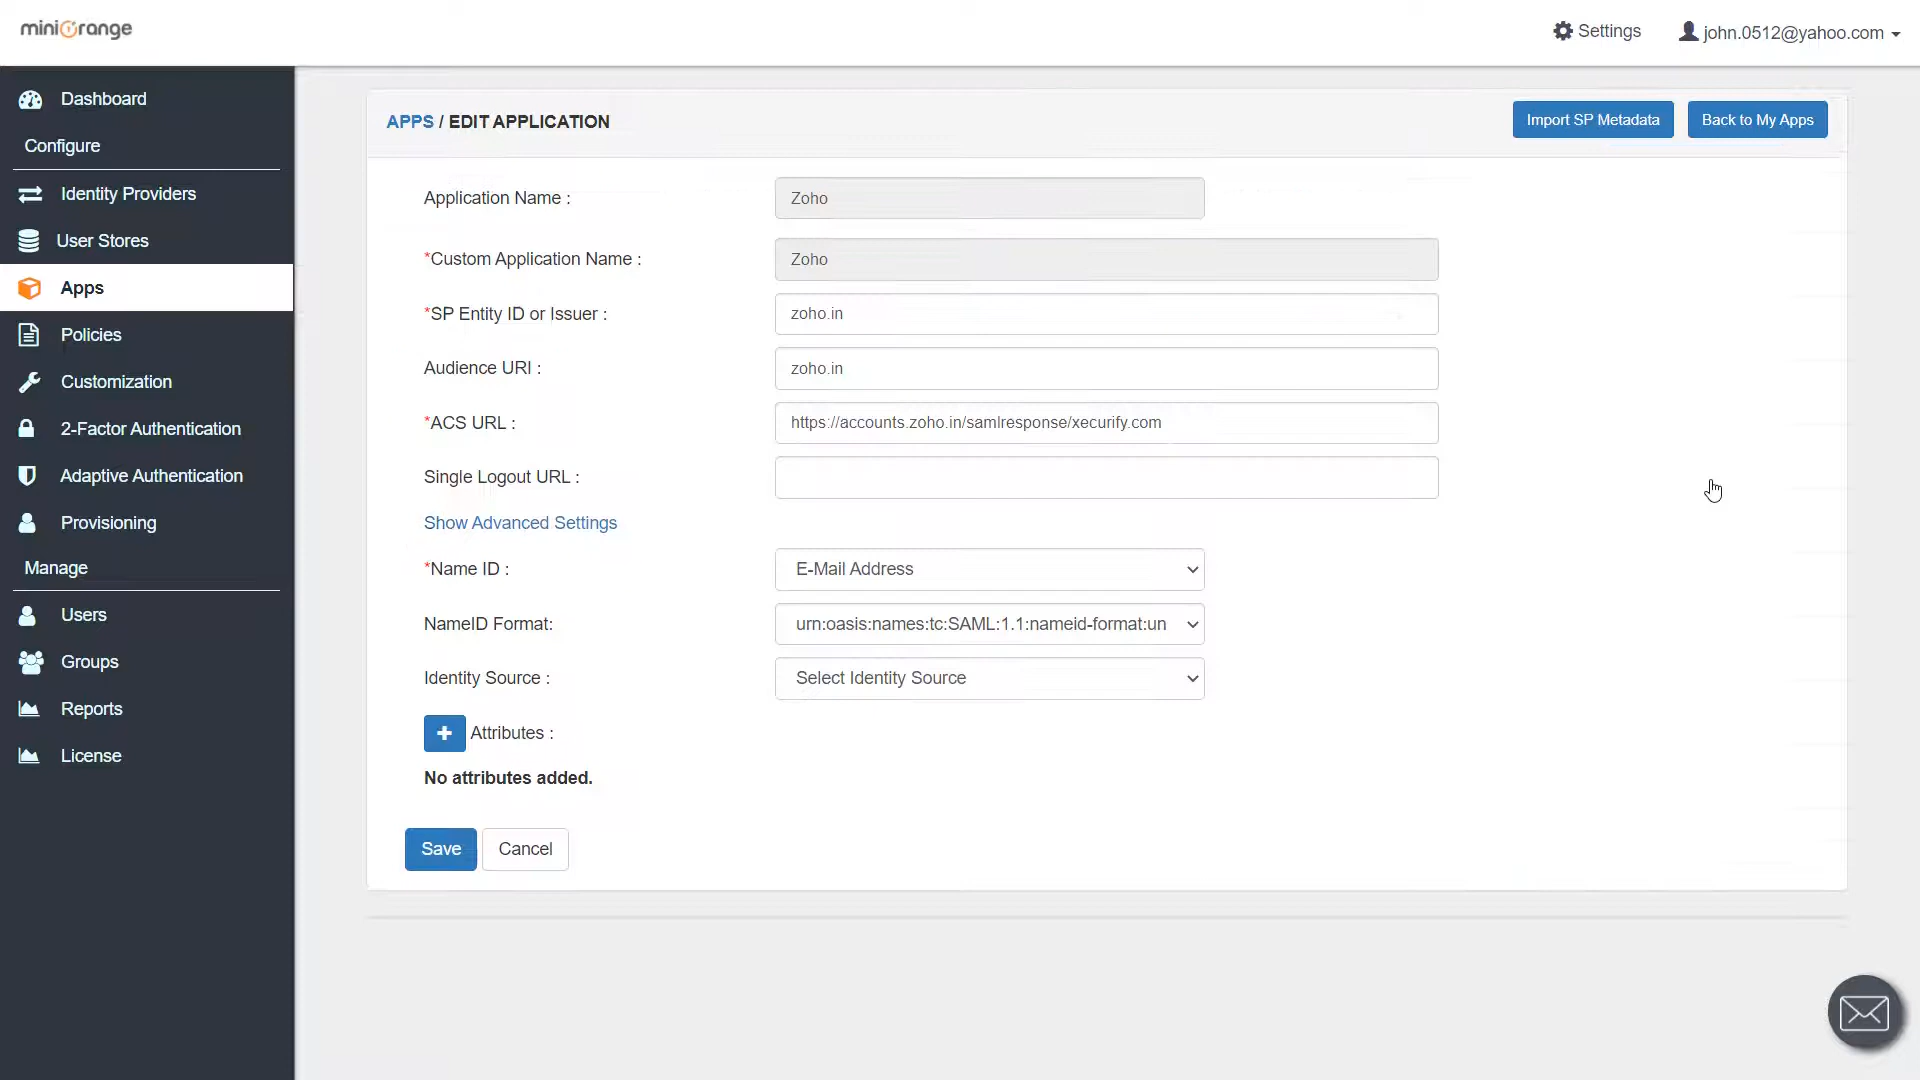 miniOrange
Settings
john.0512@yahoo.com
Dashboard
Configure
Identity Providers
User Stores
Apps
Policies
Customization
2-Factor Authentication
Adaptive Authentication
Provisioning
Manage
Users
Groups
Reports
License
APPS / EDIT APPLICATION
Import SP Metadata
Back to My Apps
Application Name :
Zoho
*Custom Application Name :
Zoho
*SP Entity ID or Issuer :
zoho.in
Audience URI :
zoho.in
*ACS URL :
https://accounts.zoho.in/samlresponse/xecurify.com
Single Logout URL :
Show Advanced Settings
*Name ID :
E-Mail Address
NameID Format:
urn:oasis:names:tc:SAML:1.1:nameid-format:un
Identity Source :
Select Identity Source
+ Attributes :
No attributes added.
Save
Cancel